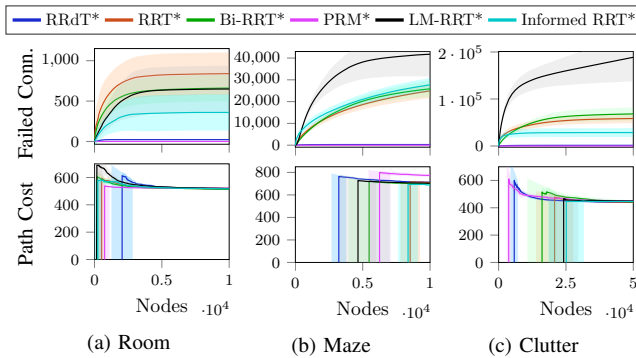 RRdT* RRT* Bi-RRT* PRM* LM-RRT* Informed RRT*
Failed Conn.
1,000
500
0
40,000
30,000
20,000
10,000
0
2 · 10^5
1 · 10^5
0
Path Cost
600
400
200
0
800
600
400
200
0
600
400
200
0
0 0.5 1
Nodes ·10^4
0 0.5 1
Nodes ·10^4
0 2.5 5
Nodes ·10^4
(a) Room (b) Maze (c) Clutter